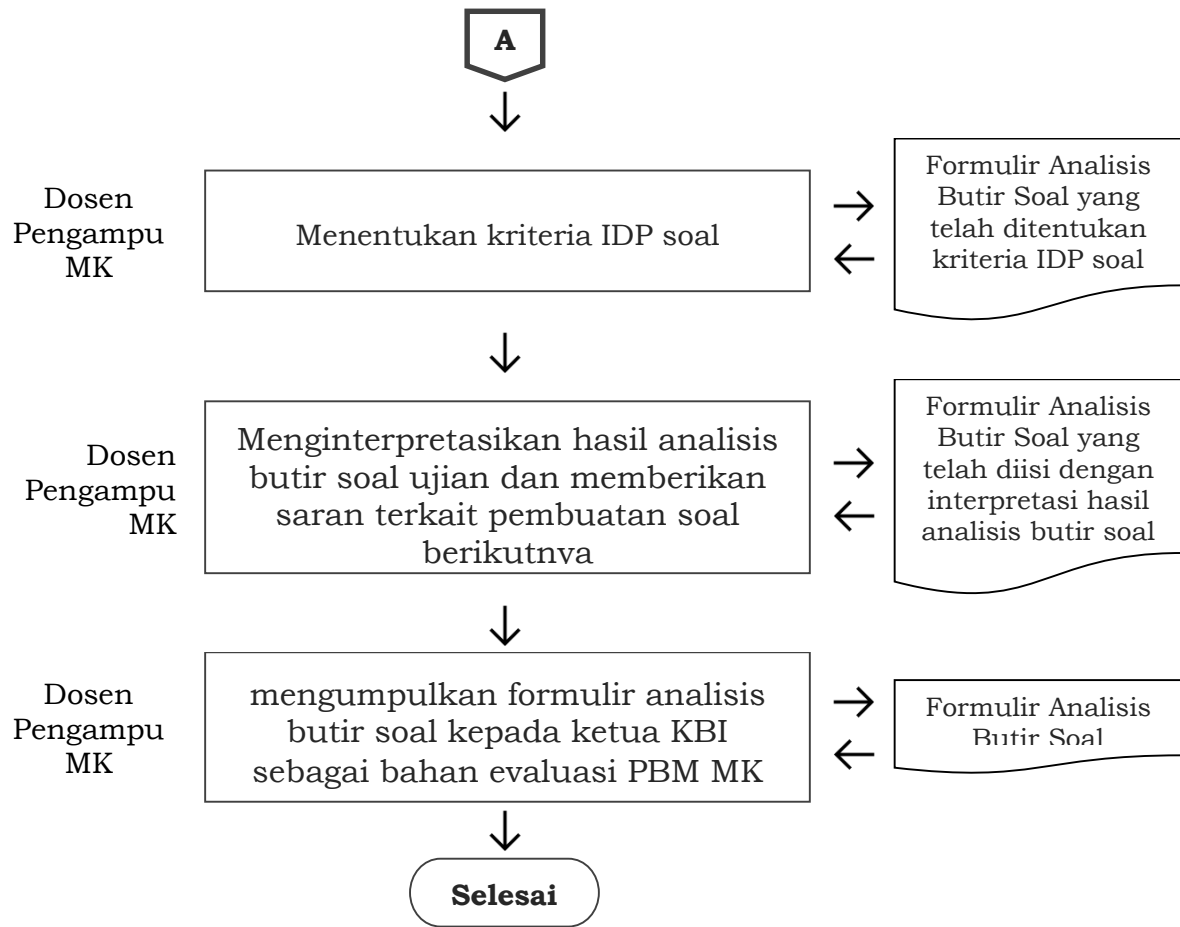 A
Dosen
Pengampu
MK
Menentukan kriteria IDP soal
Formulir Analisis
Butir Soal yang
telah ditentukan
kriteria IDP soal
Dosen
Pengampu
MK
Menginterpretasikan hasil analisis
butir soal ujian dan memberikan
saran terkait pembuatan soal
berikutnya
Formulir Analisis
Butir Soal yang
telah diisi dengan
interpretasi hasil
analisis butir soal
Dosen
Pengampu
MK
mengumpulkan formulir analisis
butir soal kepada ketua KBI
sebagai bahan evaluasi PBM MK
Formulir Analisis
Butir Soal
Selesai